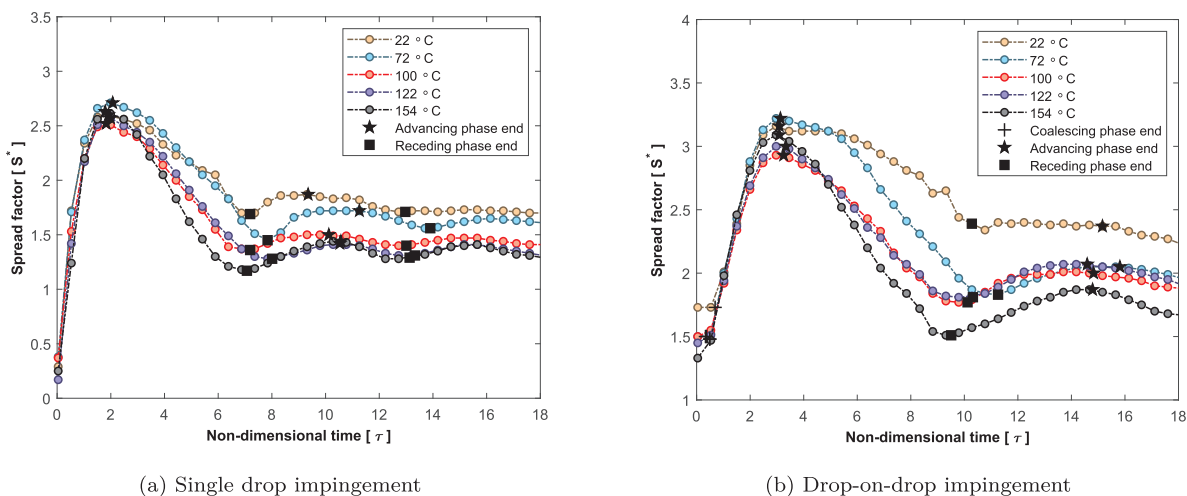 3.5
3
2.5
2
1.5
1
0.5
0
Spread factor [ S* ]
22 °C
72 °C
100 °C
122 °C
154 °C
Advancing phase end
Receding phase end
0 2 4 6 8 10 12 14 16 18
Non-dimensional time [ τ ]
(a) Single drop impingement
4
3.5
3
2.5
2
1.5
1
Spread factor [ S* ]
22 °C
72 °C
100 °C
122 °C
154 °C
Coalescing phase end
Advancing phase end
Receding phase end
0 2 4 6 8 10 12 14 16 18
Non-dimensional time [ τ ]
(b) Drop-on-drop impingement